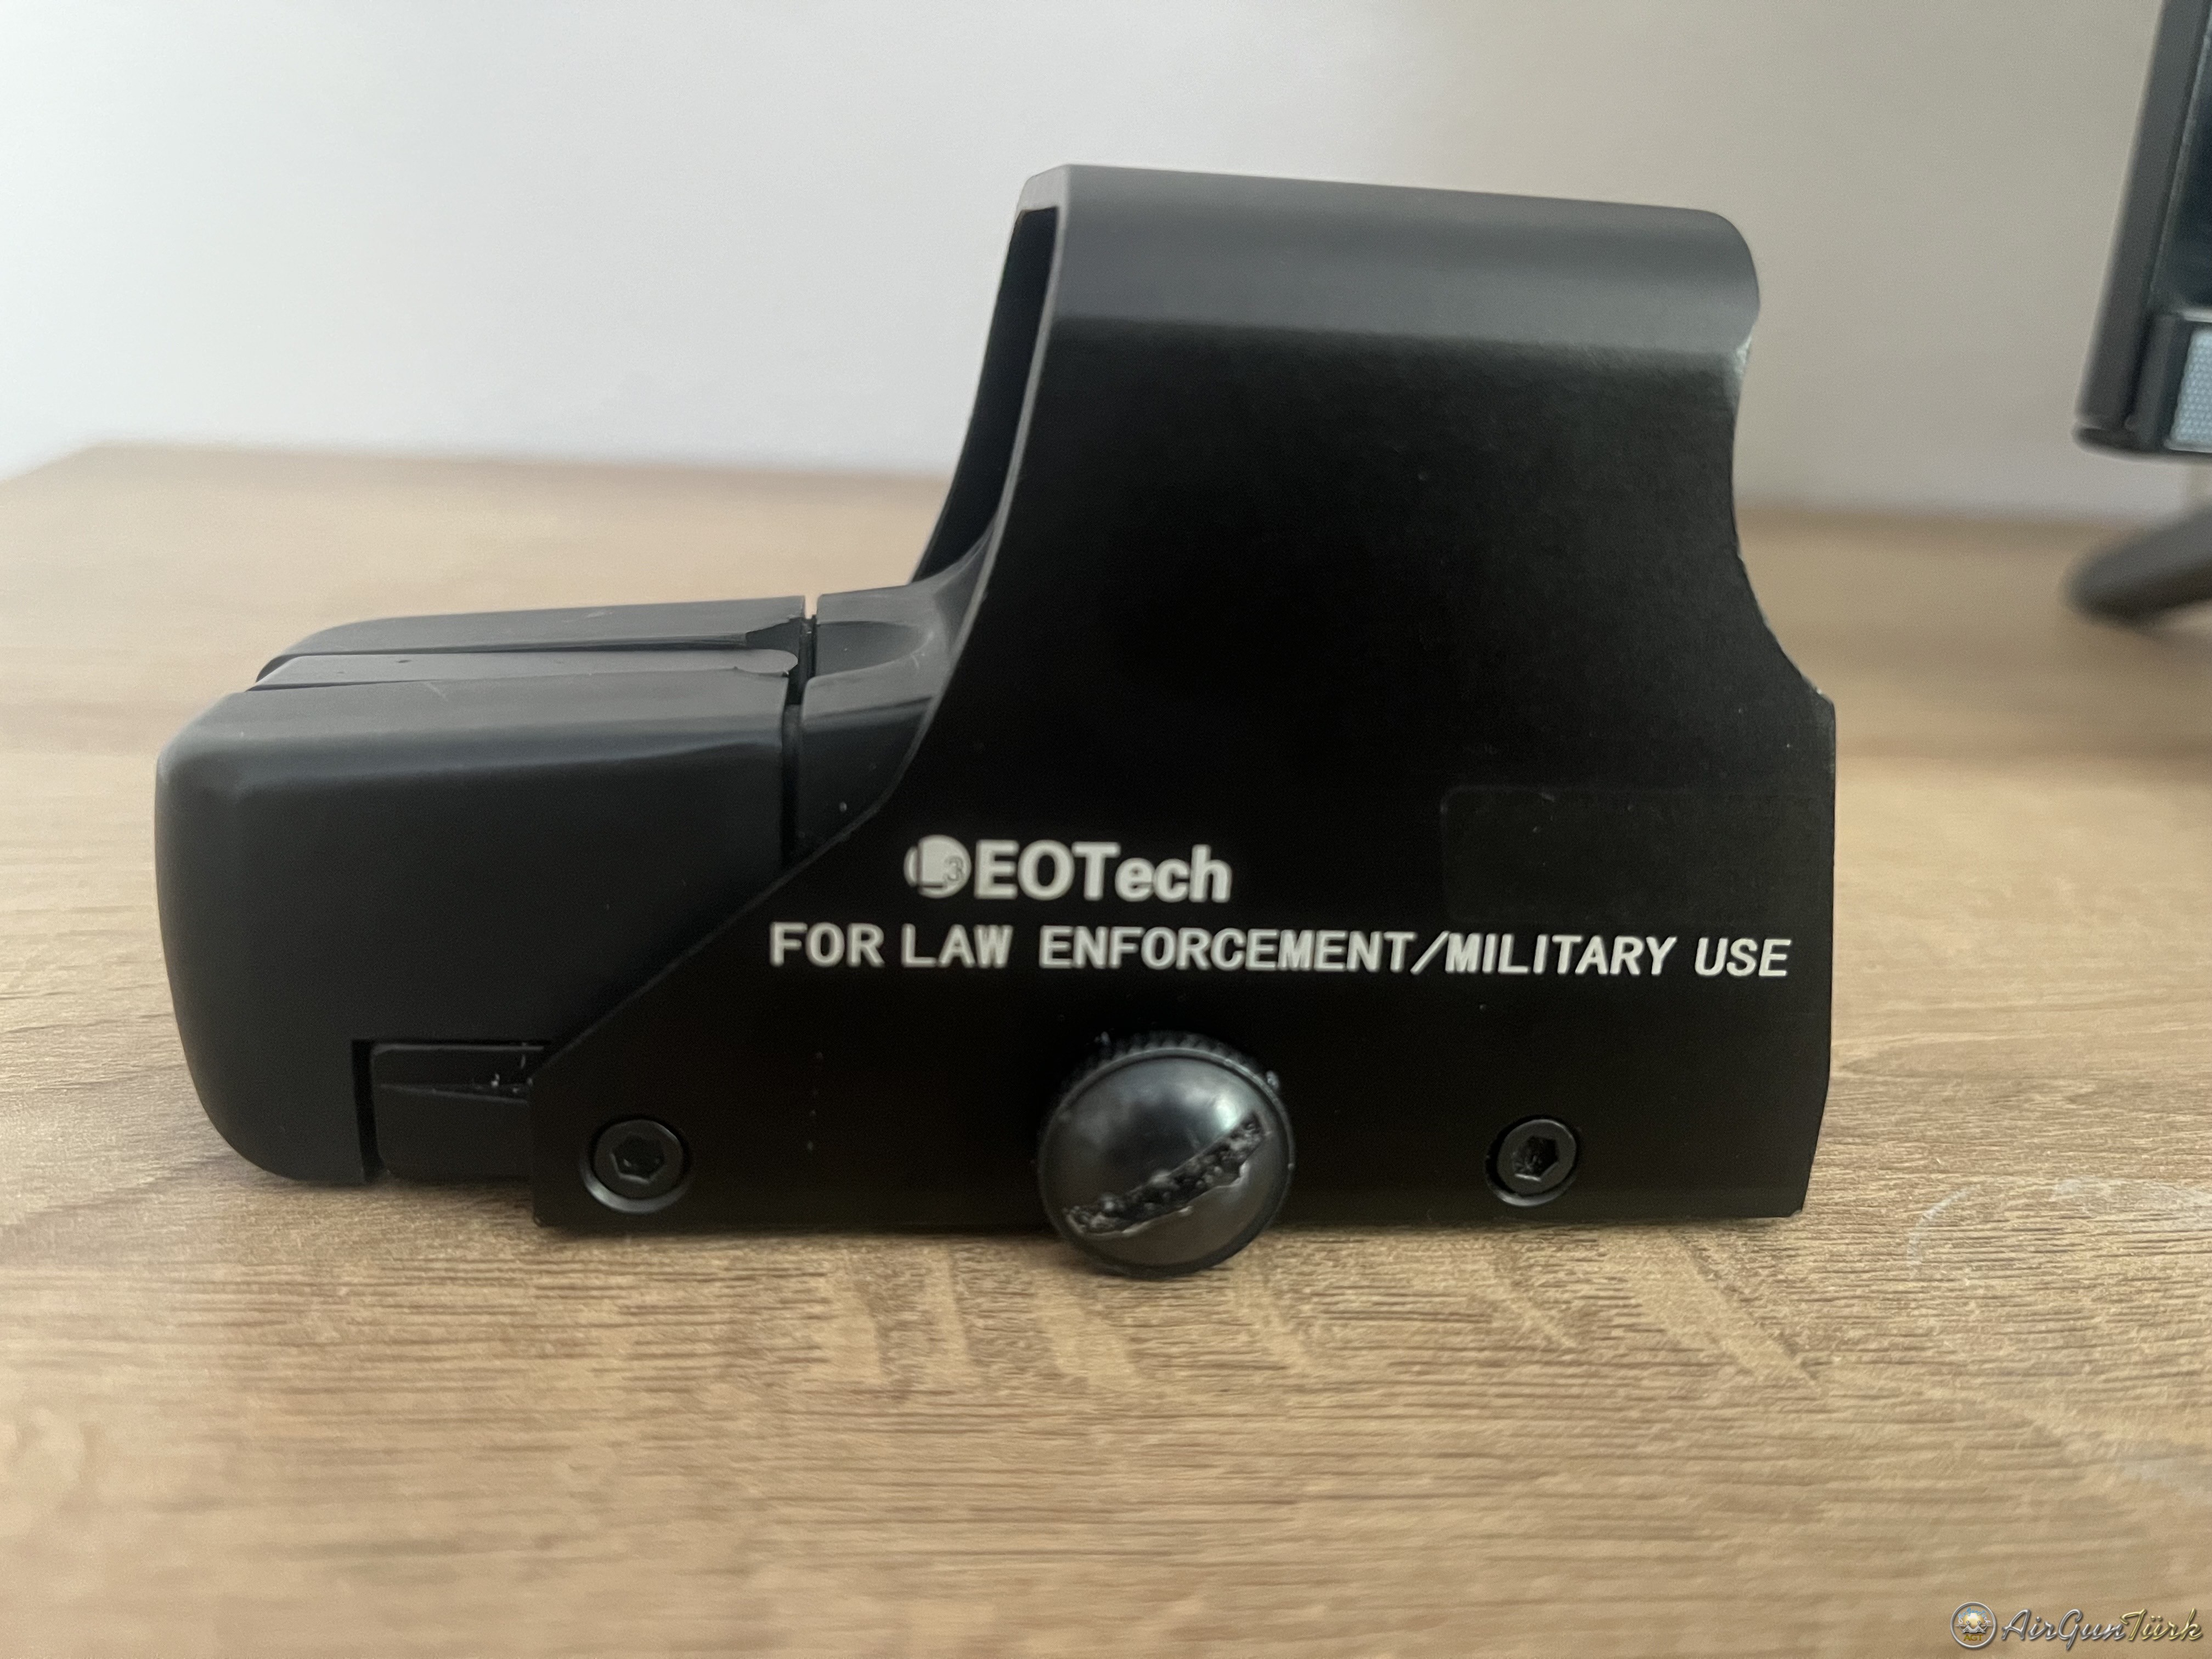 L3 EOTech
FOR LAW ENFORCEMENT/MILITARY USE
AirGunTürk